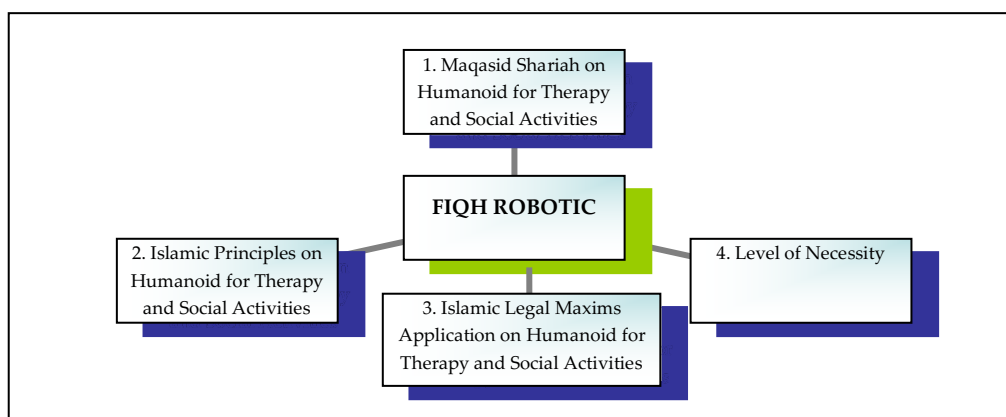 1. Maqasid Shariah on
Humanoid for Therapy
and Social Activities
FIQH ROBOTIC
2. Islamic Principles on
Humanoid for Therapy
and Social Activities
4. Level of Necessity
3. Islamic Legal Maxims
Application on Humanoid for
Therapy and Social Activities